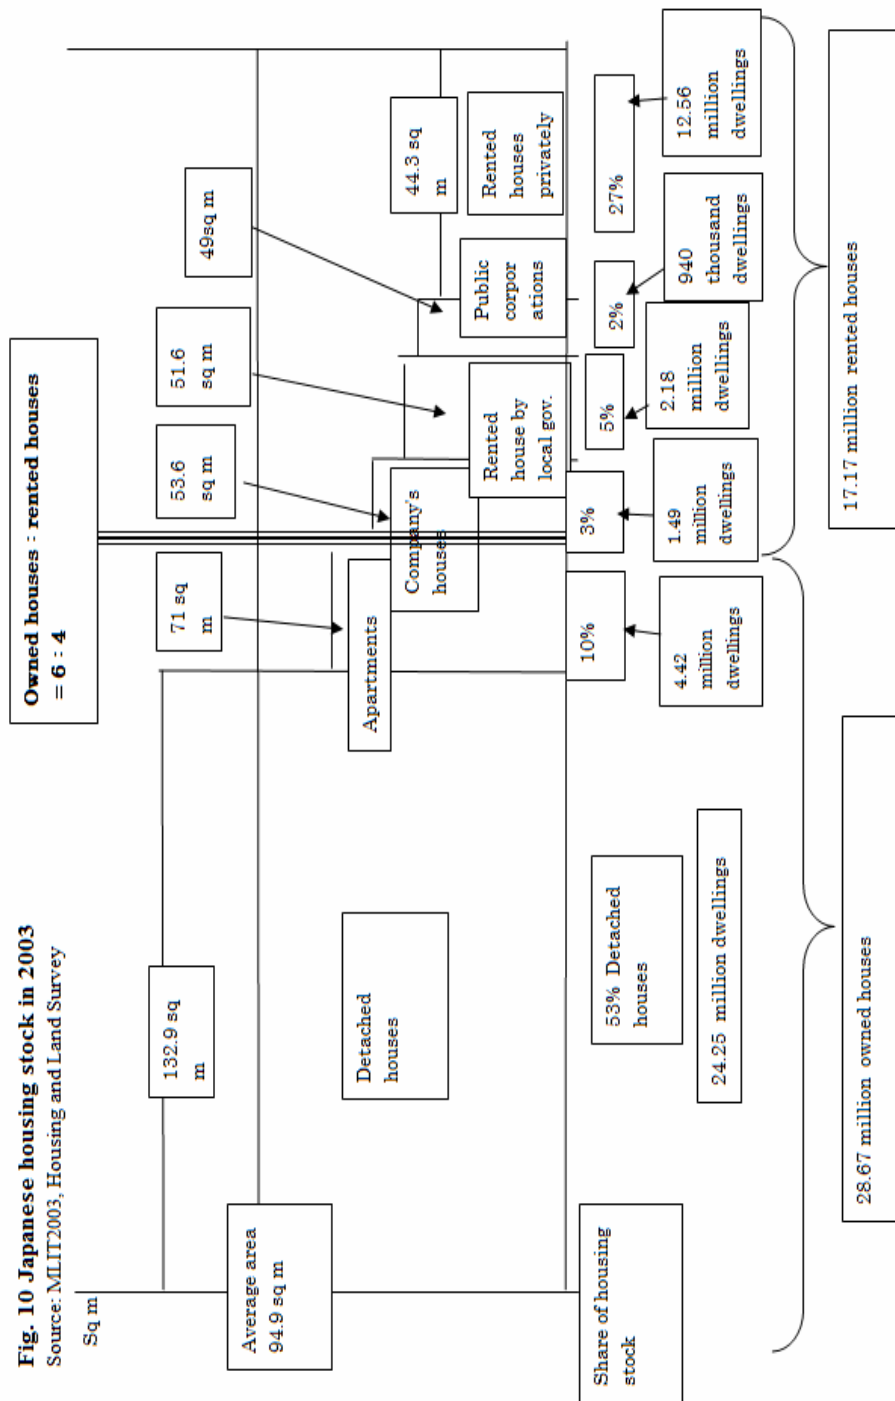 Fig. 10 Japanese housing stock in 2003
Source: MLIT2003, Housing and Land Survey
Owned houses : rented houses
= 6 : 4
Sq m
132.9 sq
m
71 sq
m
53.6
sq m
51.6
sq m
49sq m
Average area
94.9 sq m
44.3 sq
m
Detached
houses
Apartments
Company's
houses
Rented
house by
local gov.
Public
corpor
ations
Rented
houses
privately
Share of housing
stock
53% Detached
houses
10%
3%
5%
2%
27%
24.25 million dwellings
4.42
million
dwellings
1.49
million
dwellings
2.18
million
dwellings
940
thousand
dwellings
12.56
million
dwellings
28.67 million owned houses
17.17 million rented houses